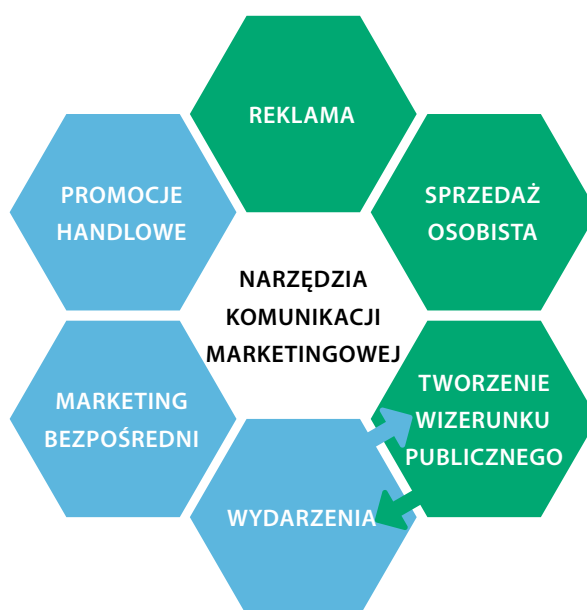 REKLAMA
PROMOCJE
HANDLOWE
SPRZEDAŻ
OSOBISTA
NARZĘDZIA
KOMUNIKACJI
MARKETINGOWEJ
MARKETING
BEZPOŚREDNI
TWORZENIE
WIZERUNKU
PUBLICZNEGO
WYDARZENIA